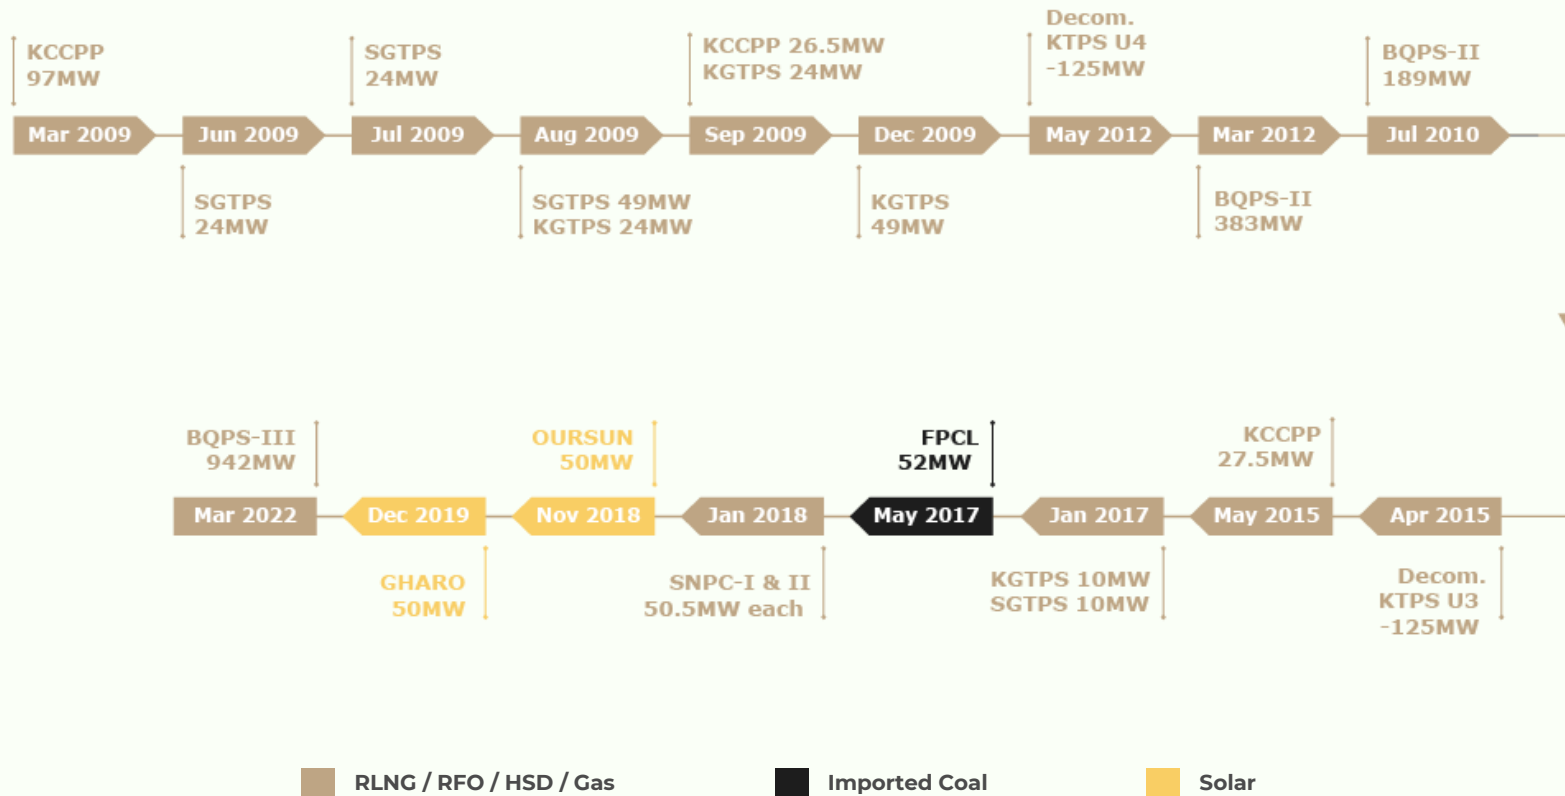 KCCPP
97MW
SGTPS
24MW
KCCPP 26.5MW
KGTPS 24MW
Decom.
KTPS U4
-125MW
BQPS-II
189MW
Mar 2009
Jun 2009
Jul 2009
Aug 2009
Sep 2009
Dec 2009
May 2012
Mar 2012
Jul 2010
SGTPS
24MW
SGTPS 49MW
KGTPS 24MW
KGTPS
49MW
BQPS-II
383MW
BQPS-III
942MW
OURSUN
50MW
FPCL
52MW
KCCPP
27.5MW
Mar 2022
Dec 2019
Nov 2018
Jan 2018
May 2017
Jan 2017
May 2015
Apr 2015
GHARO
50MW
SNPC-I & II
50.5MW each
KGTPS 10MW
SGTPS 10MW
Decom.
KTPS U3
-125MW
RLNG / RFO / HSD / Gas
Imported Coal
Solar